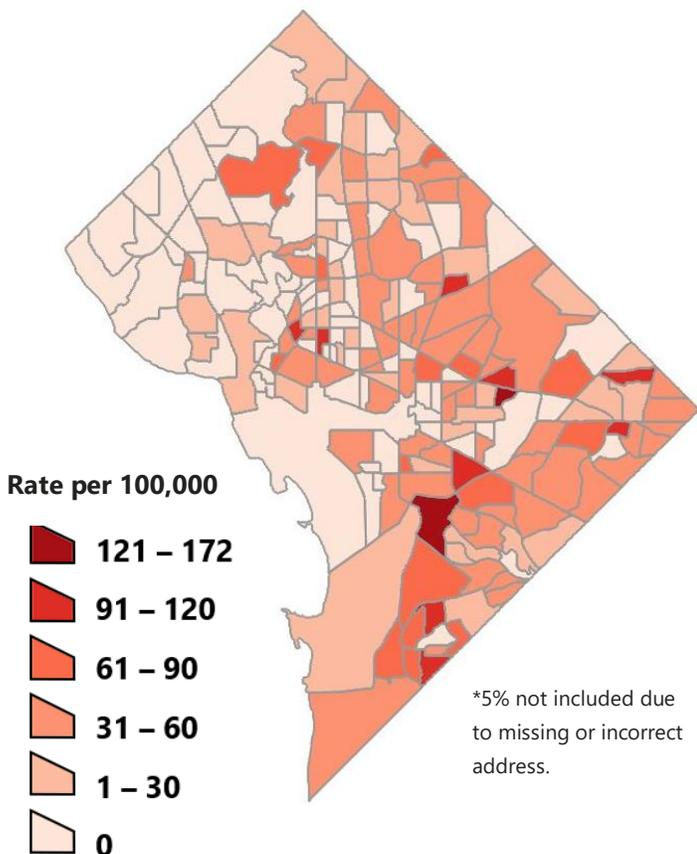 Rate per 100,000
121 – 172
91 – 120
61 – 90
31 – 60
1 – 30
0
*5% not included due
to missing or incorrect
address.